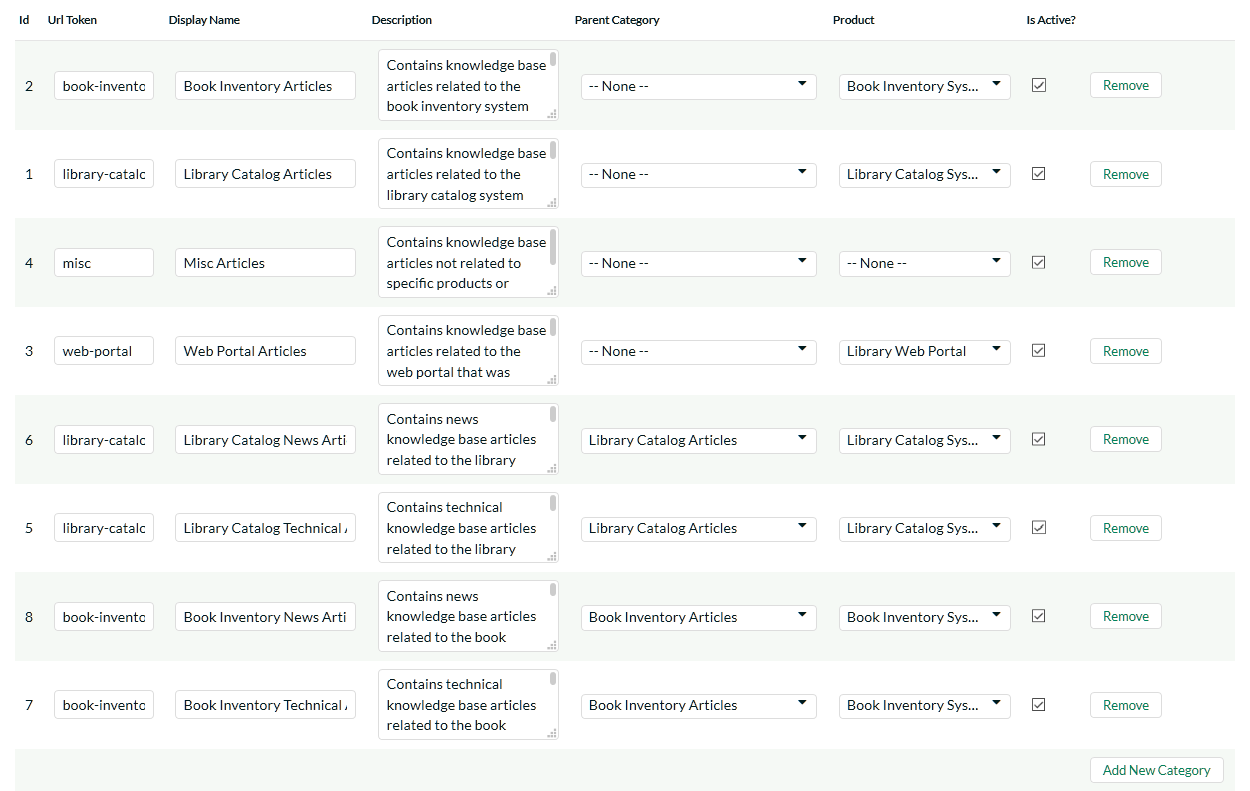 Id Url Token Display Name Description Parent Category Product Is Active?
2 book-invento Book Inventory Articles Contains knowledge base articles related to the book inventory system -- None -- Book Inventory Sys... Remove
1 library-catalc Library Catalog Articles Contains knowledge base articles related to the library catalog system -- None -- Library Catalog Sys... Remove
4 misc Misc Articles Contains knowledge base articles not related to specific products or -- None -- -- None -- Remove
3 web-portal Web Portal Articles Contains knowledge base articles related to the web portal that was -- None -- Library Web Portal Remove
6 library-catalc Library Catalog News Arti Contains news knowledge base articles related to the library Library Catalog Articles Library Catalog Sys... Remove
5 library-catalc Library Catalog Technical Contains technical knowledge base articles related to the library Library Catalog Articles Library Catalog Sys... Remove
8 book-invento Book Inventory News Arti Contains news knowledge base articles related to the book Book Inventory Articles Book Inventory Sys... Remove
7 book-invento Book Inventory Technical Contains technical knowledge base articles related to the book Book Inventory Articles Book Inventory Sys... Remove
Add New Category